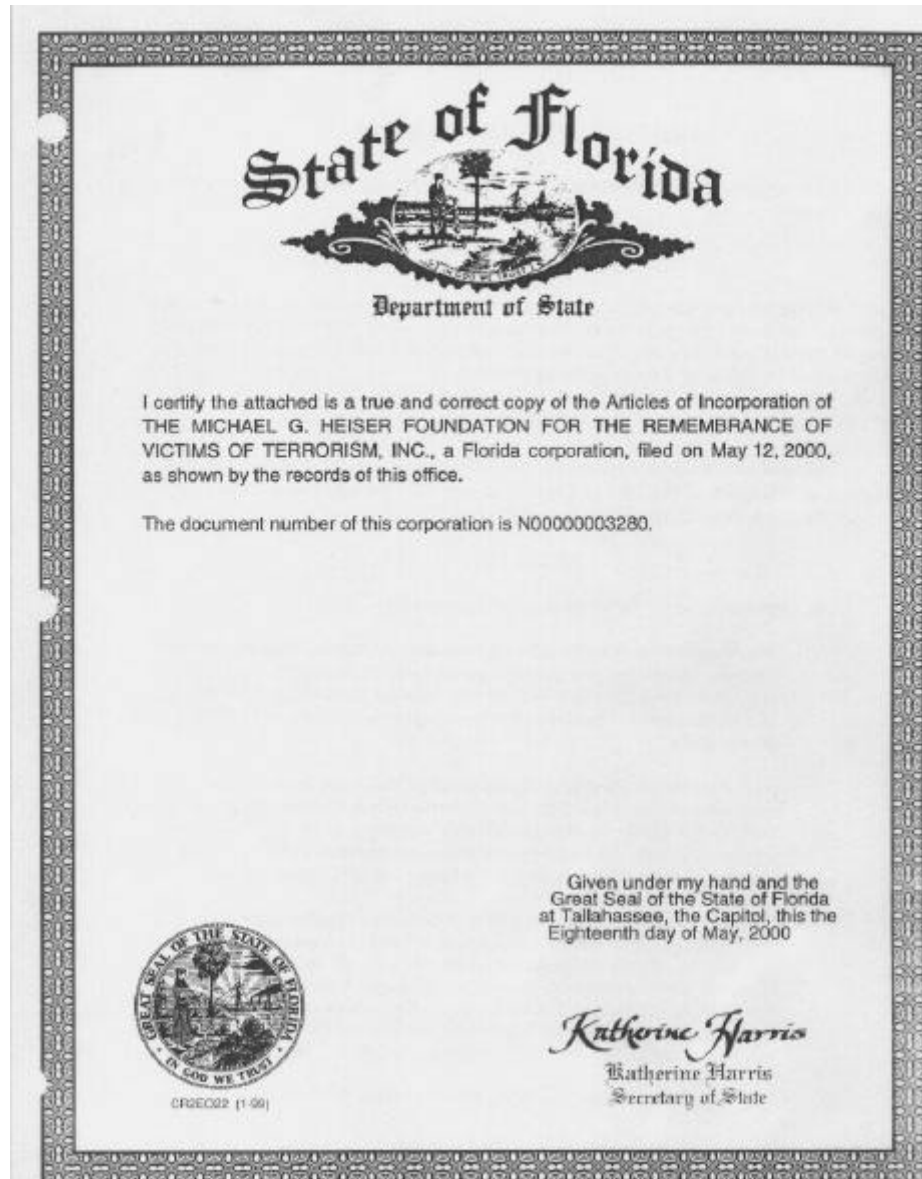 State of Florida
IN GOD WE TRUST
Department of State
I certify the attached is a true and correct copy of the Articles of Incorporation of
THE MICHAEL G. HEISER FOUNDATION FOR THE REMEMBRANCE OF
VICTIMS OF TERRORISM, INC., a Florida corporation, filed on May 12, 2000,
as shown by the records of this office.
The document number of this corporation is N00000003280.
Given under my hand and the
Great Seal of the State of Florida
at Tallahassee, the Capitol, this the
Eighteenth day of May, 2000
GREAT SEAL OF THE STATE OF FLORIDA
IN GOD WE TRUST
CR2EO22 (1-99)
Katherine Harris
Katherine Harris
Secretary of State